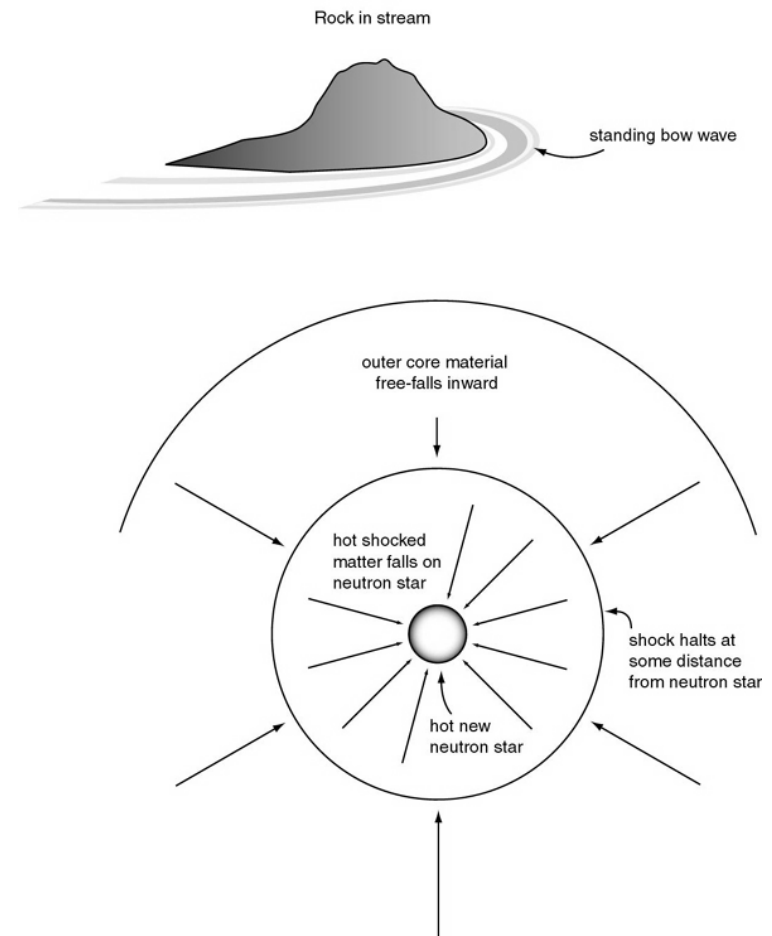 Rock in stream
standing bow wave
outer core material
free-falls inward
hot shocked
matter falls on
neutron star
shock halts at
some distance
from neutron star
hot new
neutron star